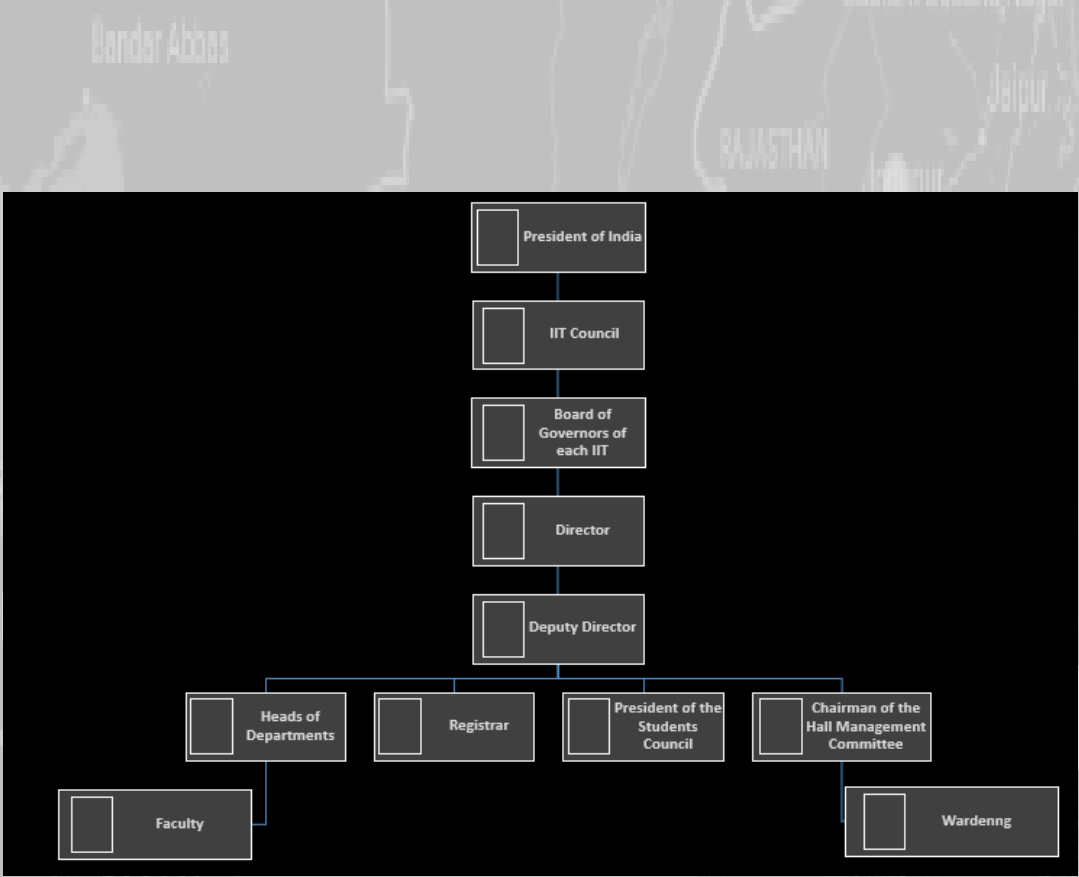 Bandar Abbas
Jaipur
RAJASTHAN
President of India
IIT Council
Board of
Governors of
each IIT
Director
Deputy Director
Heads of
Departments
Registrar
President of the
Students
Council
Chairman of the
Hall Management
Committee
Faculty
Wardenng